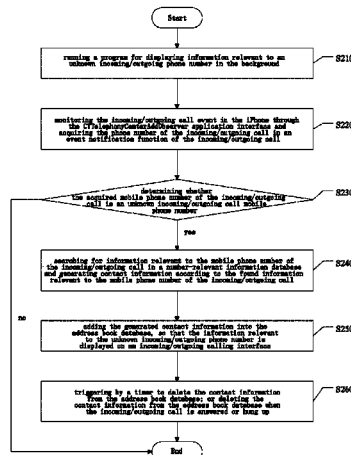 Start
running a program for displaying information relevant to an
unknown incoming/outgoing phone number in the background
S210
monitoring the incoming/outgoing call event in the iPhone through
the CTTelephonyCenterAddObserver application interface and
acquiring the phone number of the incoming/outgoing call in an
event notification function of the incoming/outgoing call
S220
determining whether
the acquired mobile phone number of the incoming/outgoing
call is an unknown incoming/outgoing call mobile
phone number
S230
yes
searching for information relevant to the mobile phone number of
the incoming/outgoing call in a number-relevant information database
and generating contact information according to the found information
relevant to the mobile phone number of the incoming/outgoing call
S240
no
adding the generated contact information into the
address book database, so that the information relevant
to the unknown incoming/outgoing phone number is
displayed on an incoming/outgoing calling interface
S250
triggering by a timer to delete the contact information
from the address book database; or deleting the
contact information from the address book database when
the incoming/outgoing call is answered or hung up
S260
End